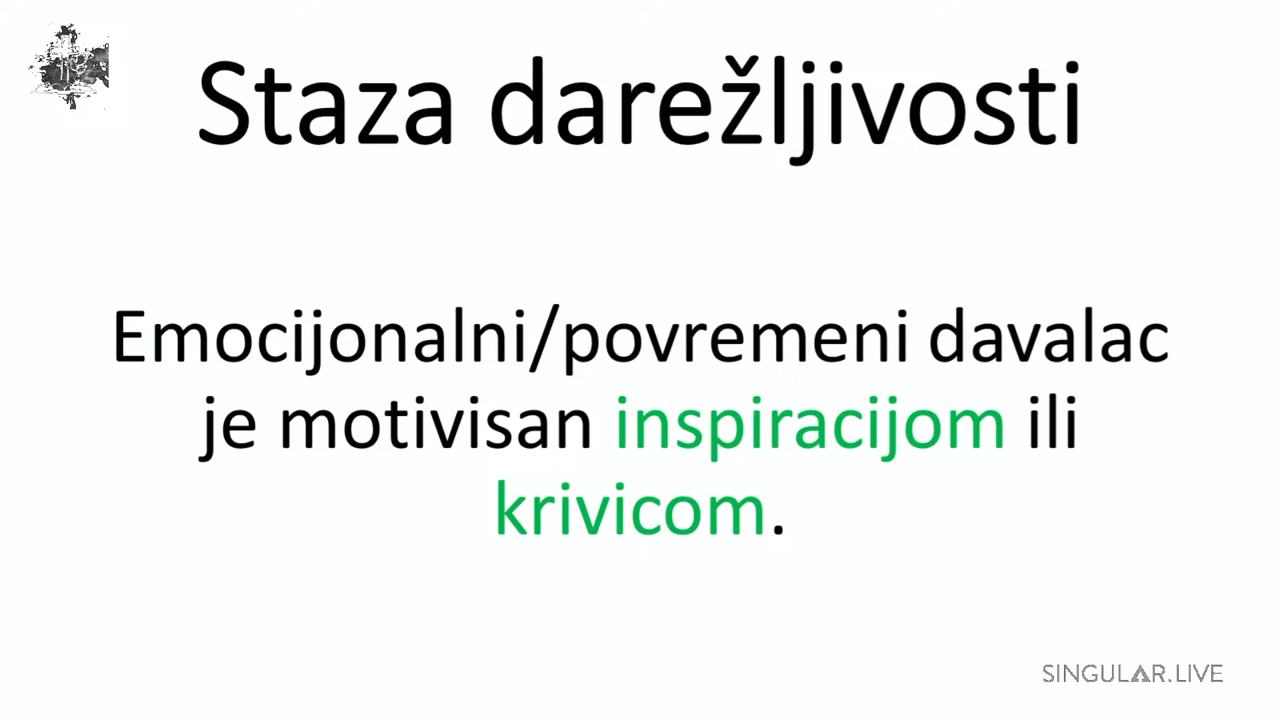 Staza darežljivosti
Emocijonalni/povremeni davalac
je motivisan inspiracijom ili
krivicom.
SINGULAR.LIVE